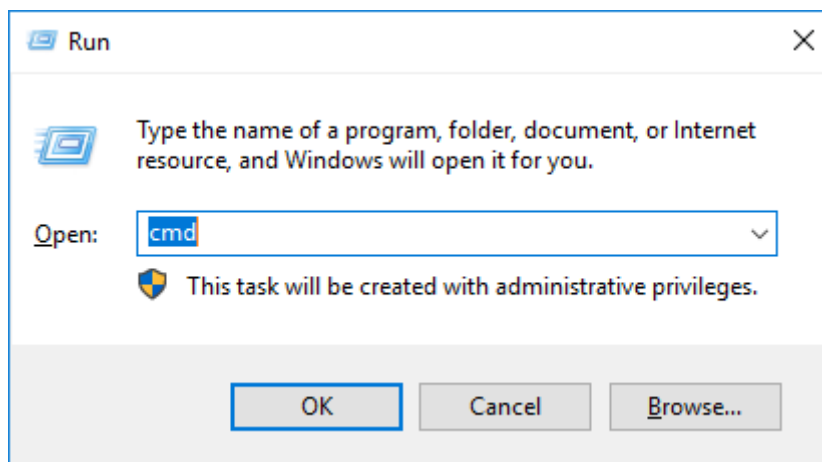 Run
Type the name of a program, folder, document, or Internet
resource, and Windows will open it for you.
Open: cmd
This task will be created with administrative privileges.
OK Cancel Browse...